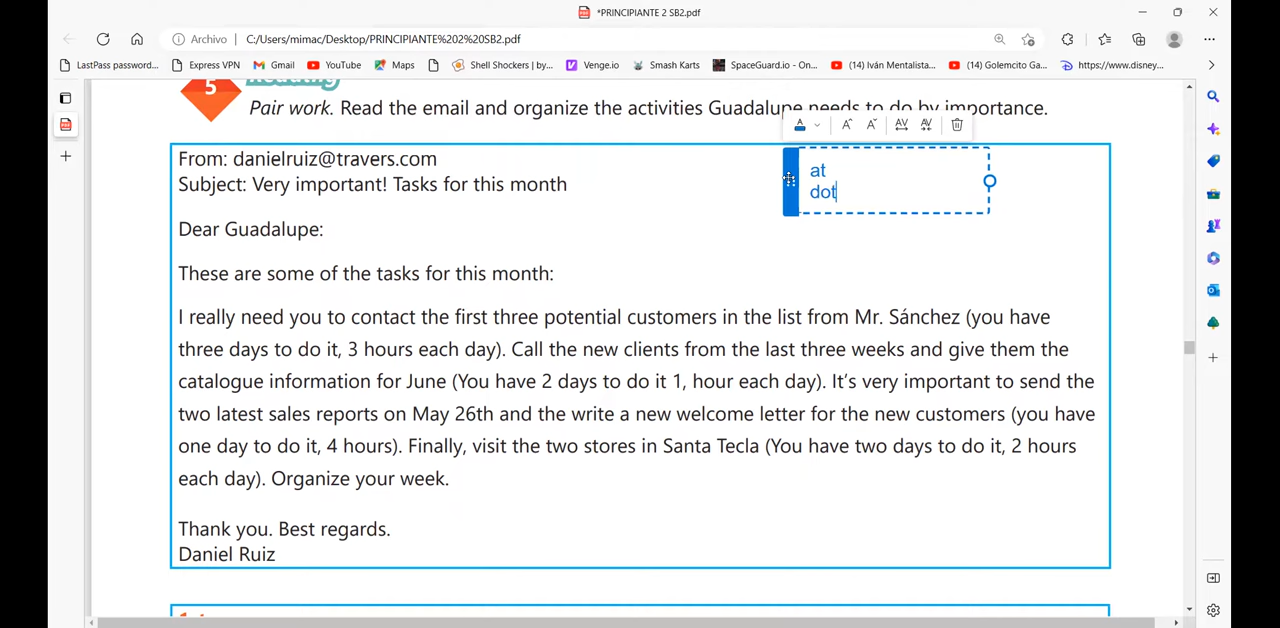 *PRINCIPIANTE 2 SB2.pdf
Archivo C:/Users/mimac/Desktop/PRINCIPIANTE%202%20SB2.pdf
LastPass password... Express VPN Gmail YouTube Maps Shell Shockers | by... Venge.io Smash Karts SpaceGuard.io - On... (14) Iván Mentalista... (14) Golemcito Ga... https://www.disney...
5 Reading
Pair work. Read the email and organize the activities Guadalupe needs to do by importance.
From: danielruiz@travers.com
Subject: Very important! Tasks for this month
at
dot
Dear Guadalupe:
These are some of the tasks for this month:
I really need you to contact the first three potential customers in the list from Mr. Sánchez (you have
three days to do it, 3 hours each day). Call the new clients from the last three weeks and give them the
catalogue information for June (You have 2 days to do it 1, hour each day). It's very important to send the
two latest sales reports on May 26th and the write a new welcome letter for the new customers (you have
one day to do it, 4 hours). Finally, visit the two stores in Santa Tecla (You have two days to do it, 2 hours
each day). Organize your week.
Thank you. Best regards.
Daniel Ruiz